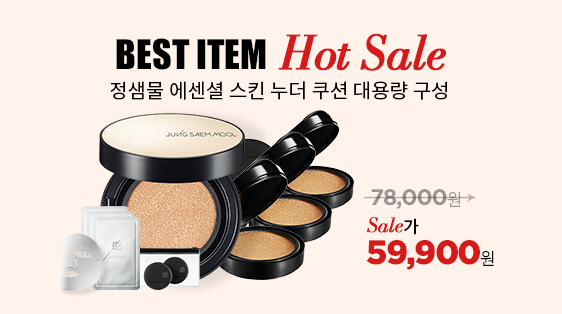 BEST ITEM Hot Sale
정샘물 에센셜 스킨 누더 쿠션 대용량 구성
JUNG SAEM MOOL
78,000원
Sale가
59,900원